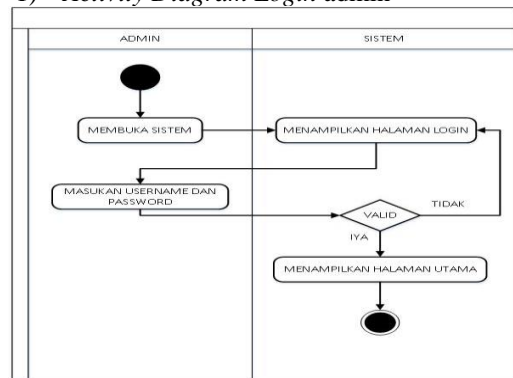 1) Activity Diagram Login admin
ADMIN
SISTEM
MEMBUKA SISTEM
MENAMPILKAN HALAMAN LOGIN
MASUKAN USERNAME DAN
PASSWORD
VALID
TIDAK
IYA
MENAMPILKAN HALAMAN UTAMA